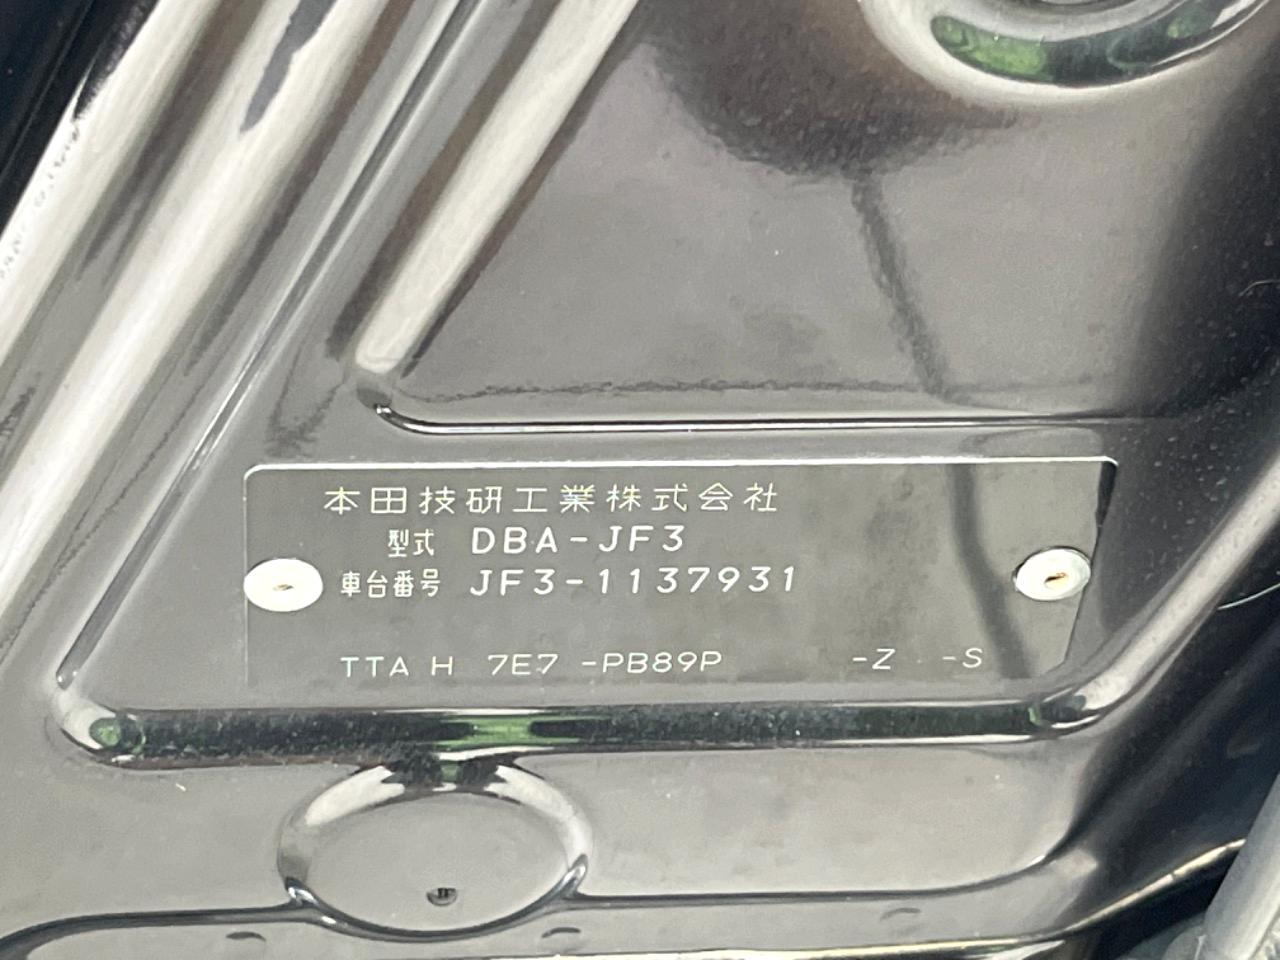 本田技研工業株式会社
型式 DBA-JF3
車台番号 JF3-1137931
TTA H 7E7 -PB89P -Z -S